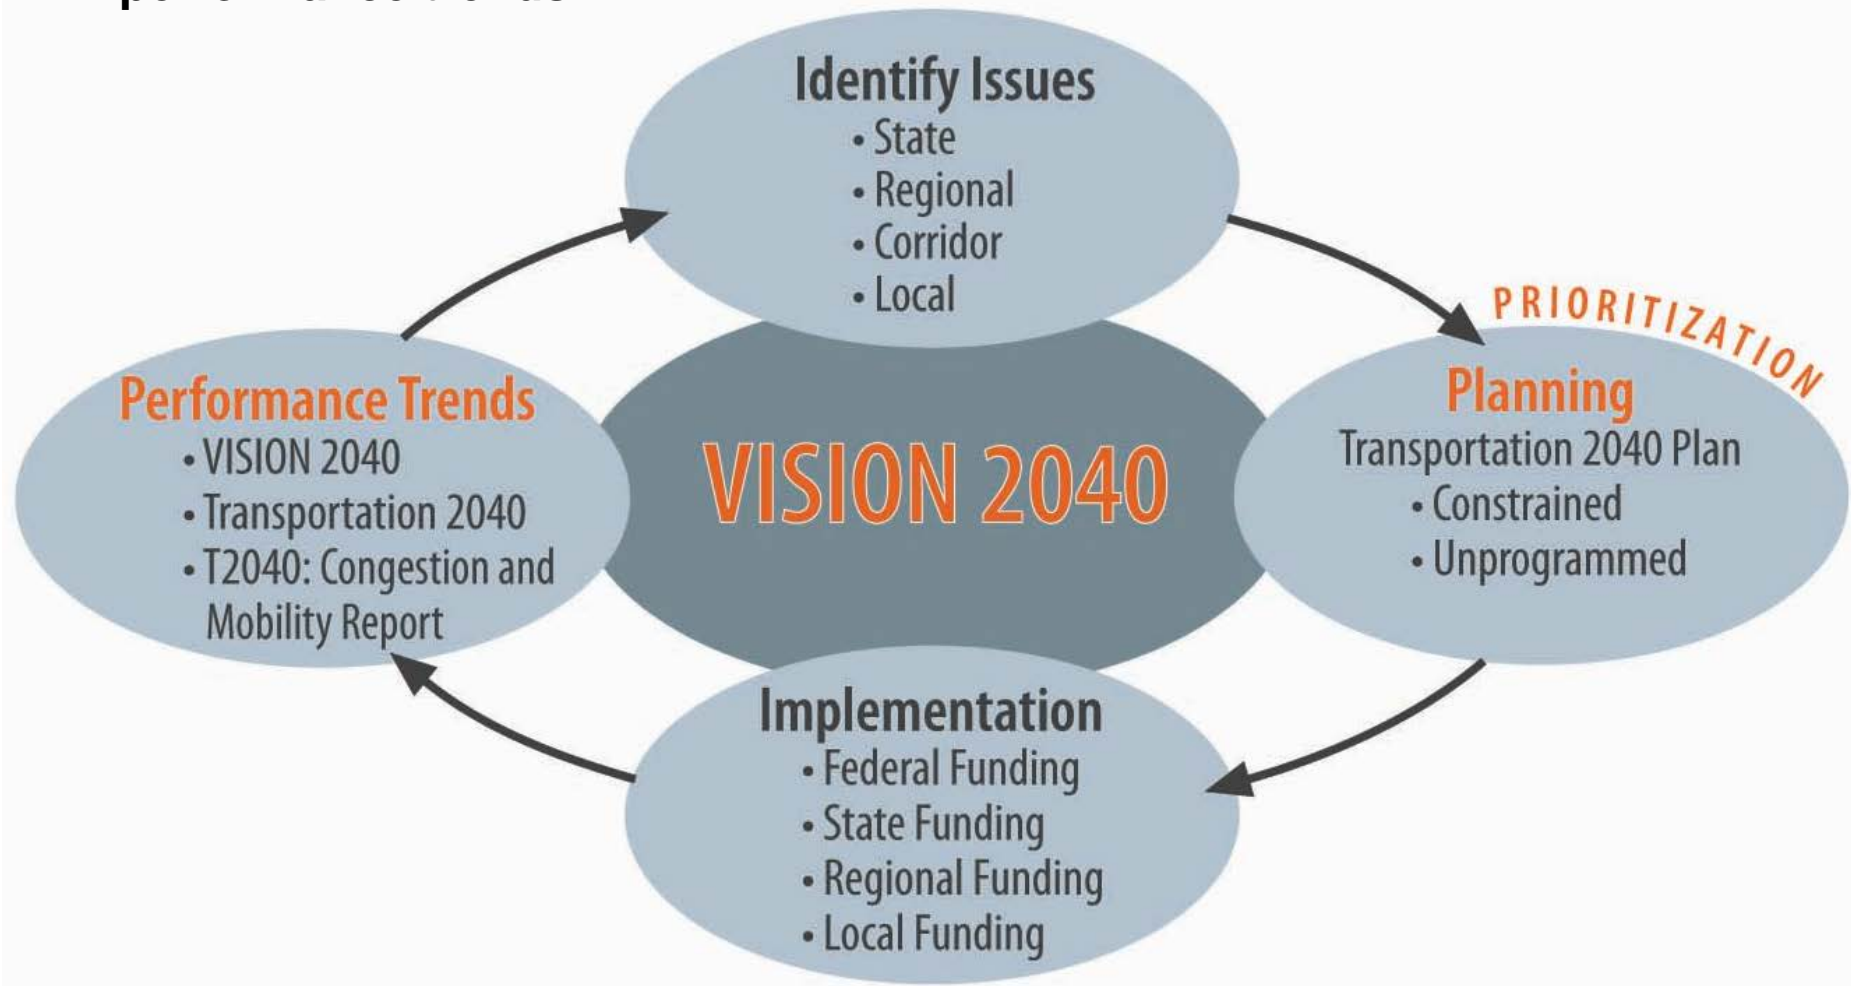 Identify Issues
• State
• Regional
• Corridor
• Local
PRIORITIZATION
Performance Trends
• VISION 2040
• Transportation 2040
• T2040: Congestion and
Mobility Report
VISION 2040
Planning
Transportation 2040 Plan
• Constrained
• Unprogrammed
Implementation
• Federal Funding
• State Funding
• Regional Funding
• Local Funding